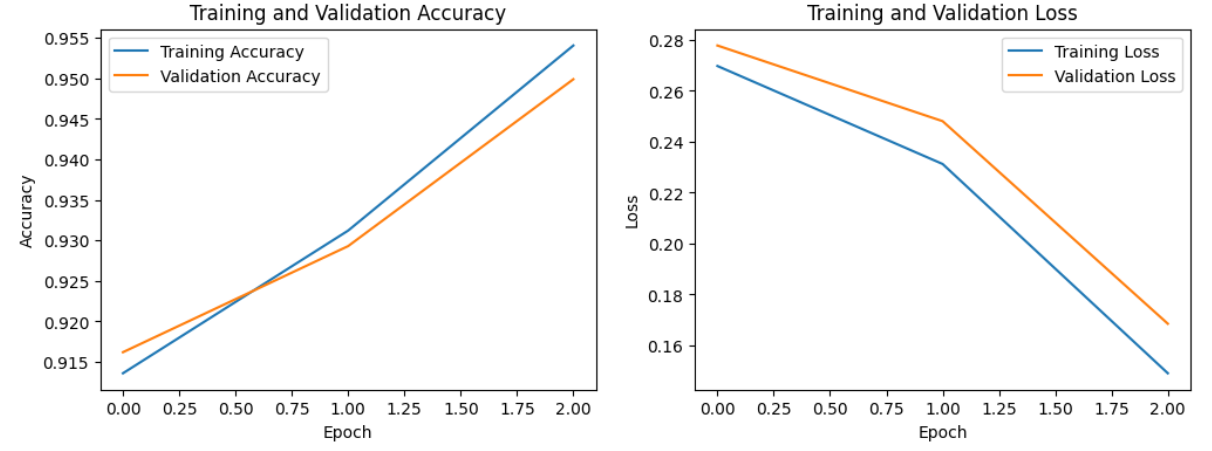 Training and Validation Accuracy
Training Accuracy
Validation Accuracy
0.955
0.950
0.945
0.940
0.935
0.930
0.925
0.920
0.915
Accuracy
0.00 0.25 0.50 0.75 1.00 1.25 1.50 1.75 2.00
Epoch
Training and Validation Loss
Training Loss
Validation Loss
0.28
0.26
0.24
0.22
0.20
0.18
0.16
Loss
0.00 0.25 0.50 0.75 1.00 1.25 1.50 1.75 2.00
Epoch